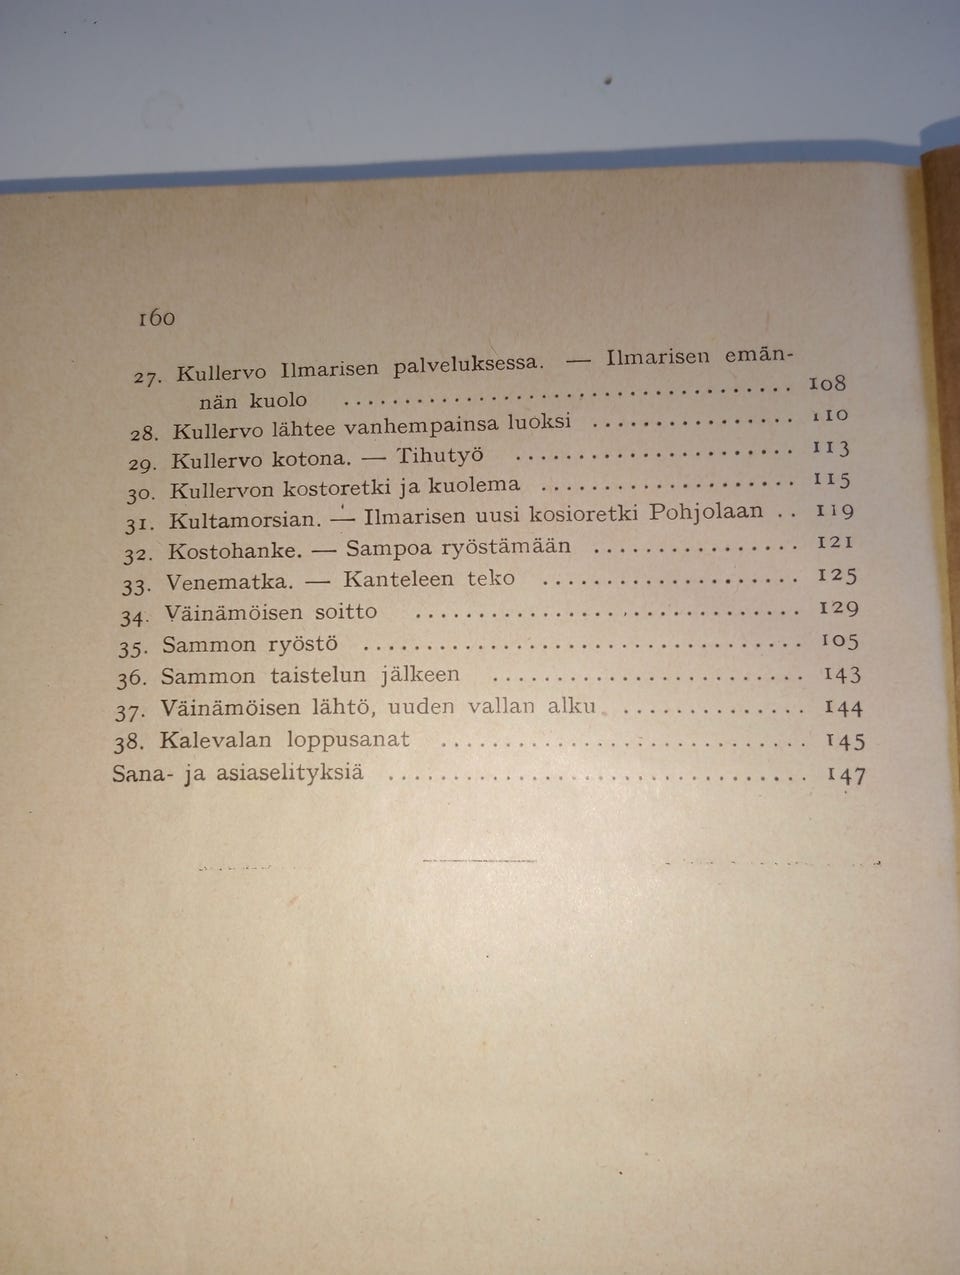 160
27. Kullervo Ilmarisen palveluksessa. — Ilmarisen emän-
nän kuolo ........................................ 108
28. Kullervo lähtee vanhempainsa luoksi ................. 110
29. Kullervo kotona. — Tihutyö ....................... 113
30. Kullervon kostoretki ja kuolema ..................... 115
31. Kultamorsian. — Ilmarisen uusi kosioretki Pohjolaan .. 119
32. Kostohanke. — Sampoa ryöstämään ................. 121
33. Venematka. — Kanteleen teko ..................... 125
34. Väinämöisen soitto ................................ 129
35. Sammon ryöstö .................................... 105
36. Sammon taistelun jälkeen ......................... 143
37. Väinämöisen lähtö, uuden vallan alku ............... 144
38. Kalevalan loppusanat ............................. 145
Sana- ja asiaselityksiä ................................. 147